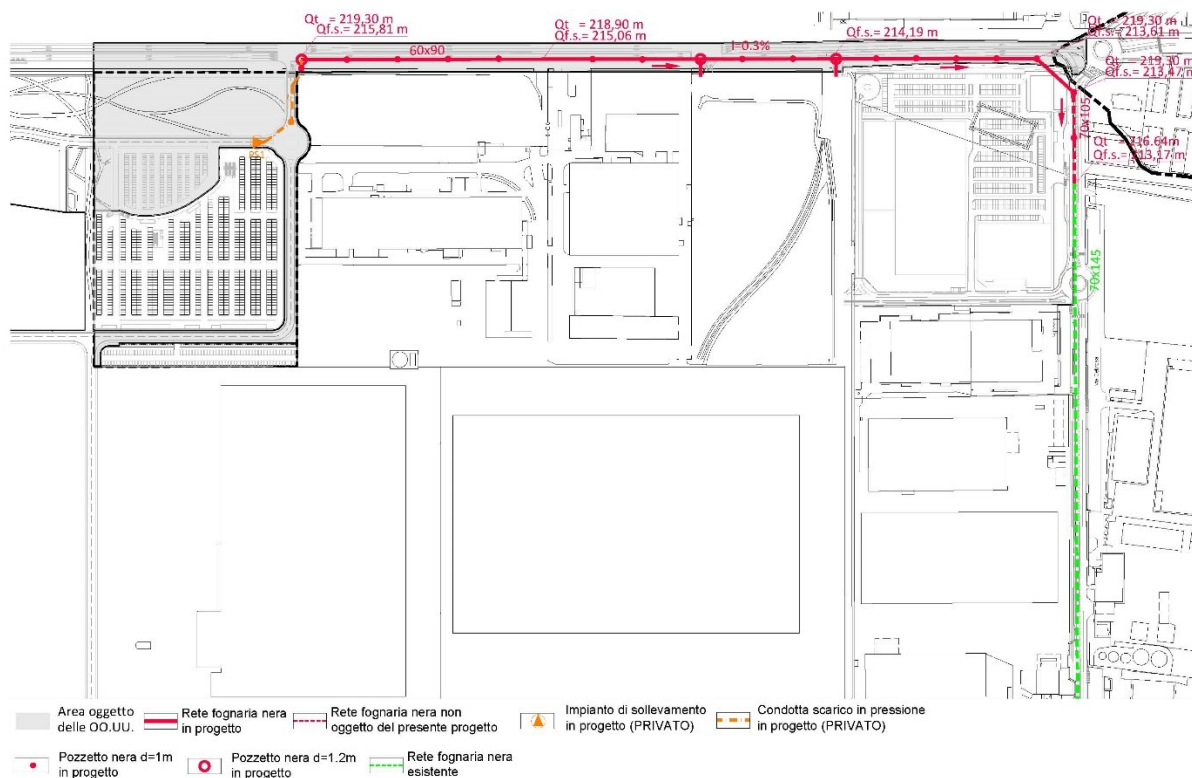 Qt = 219,30 m
Qf.s.= 215,81 m
60x90
Qt = 218,90 m
Qf.s.= 215,06 m
I=0.3%
Qf.s.= 214,19 m
Qt = 219,30 m
Qf.s.= 213,61 m
Qt = 219,30 m
Qf.s.= 213,47 m
70x105
Qt = 216.64m
Qf.s.= 213,17 m
PS1
70x145
Area oggetto
delle OO.UU.
Rete fognaria nera
in progetto
Rete fognaria nera non
oggetto del presente progetto
Impianto di sollevamento
in progetto (PRIVATO)
Condotta scarico in pressione
in progetto (PRIVATO)
Pozzetto nera d=1m
in progetto
Pozzetto nera d=1.2m
in progetto
Rete fognaria nera
esistente